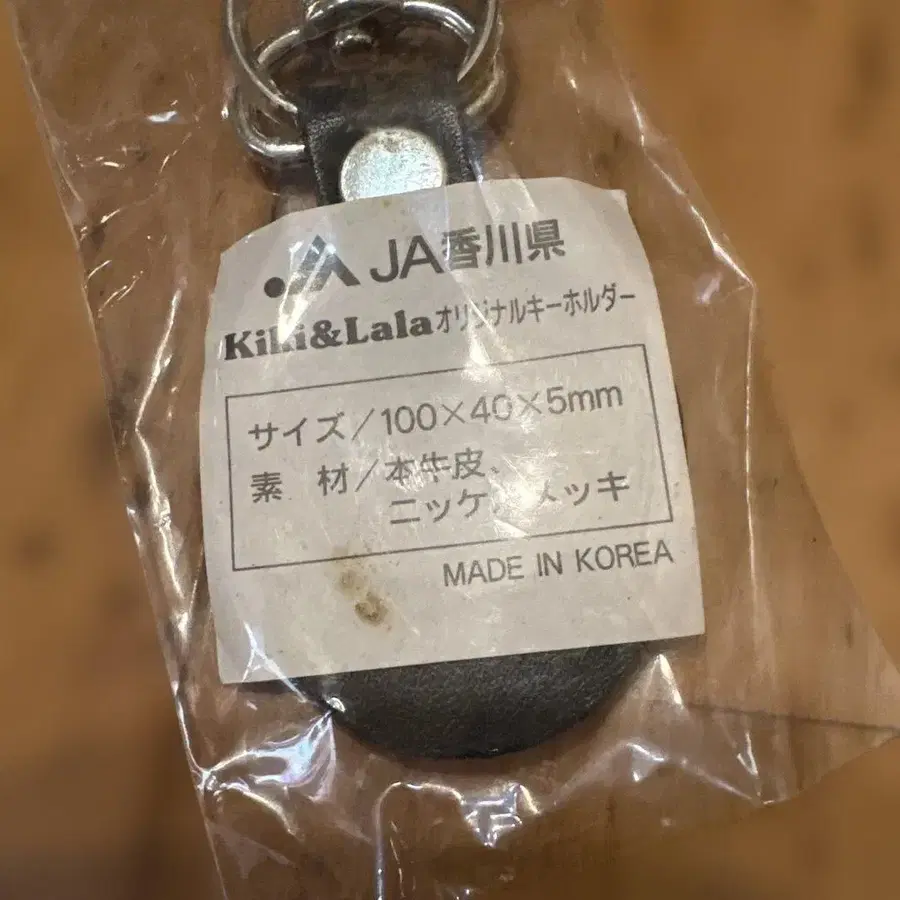 JA JA香川県
Kiki&Lalaオリジナルキーホルダー
サイズ/100×40×5mm
素 材/本牛皮、
ニッケルメッキ
MADE IN KOREA